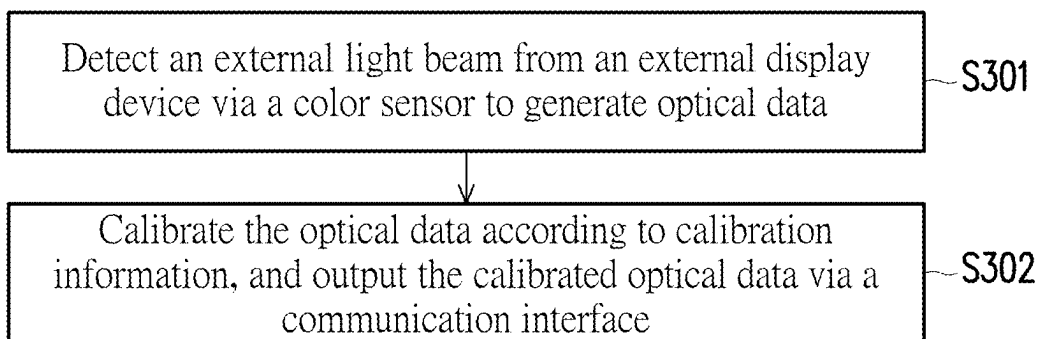 Detect an external light beam from an external display
device via a color sensor to generate optical data
S301
Calibrate the optical data according to calibration
information, and output the calibrated optical data via a
communication interface
S302